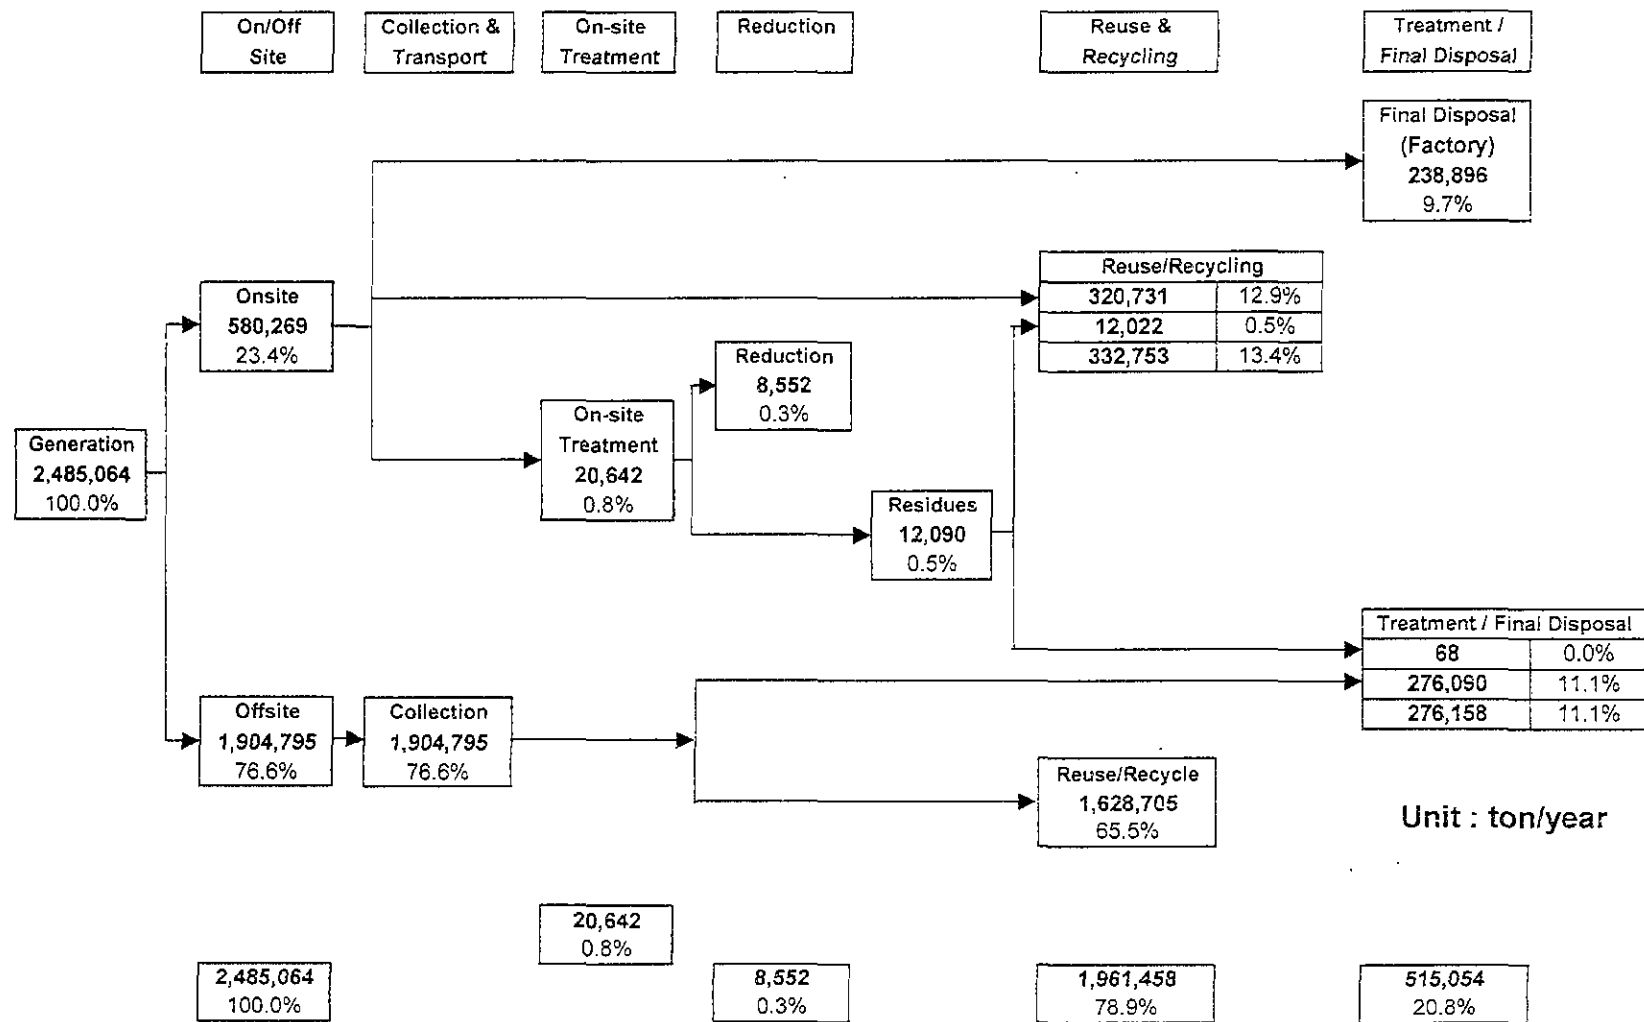 On/Off
Site
Collection &
Transport
On-site
Treatment
Reduction
Reuse &
Recycling
Treatment /
Final Disposal
Final Disposal
(Factory)
238,896
9.7%
Onsite
580,269
23.4%
Reuse/Recycling
320,731 12.9%
12,022 0.5%
332,753 13.4%
Reduction
8,552
0.3%
On-site
Treatment
20,642
0.8%
Generation
2,485,064
100.0%
Residues
12,090
0.5%
Treatment / Final Disposal
68 0.0%
276,090 11.1%
276,158 11.1%
Offsite
1,904,795
76.6%
Collection
1,904,795
76.6%
Reuse/Recycle
1,628,705
65.5%
Unit : ton/year
20,642
0.8%
2,485,064
100.0%
8,552
0.3%
1,961,458
78.9%
515,054
20.8%